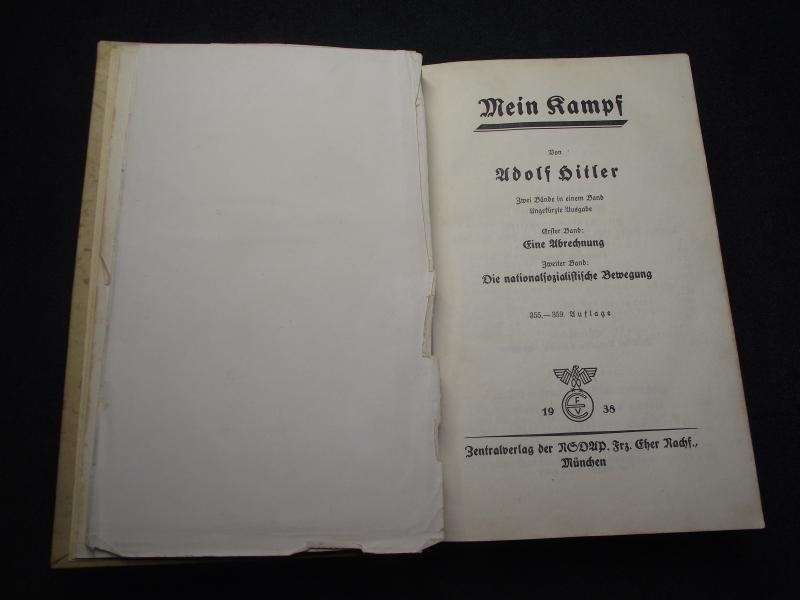 Mein Kampf
Von
Adolf Hitler
Zwei Bände in einem Band
Ungekürzte Ausgabe
Erster Band:
Eine Abrechnung
Zweiter Band:
Die nationalsozialistische Bewegung
355.—359. Auflage
19 38
F
E
V
Zentralverlag der NSDAP. Frz. Eher Nachf.,
München